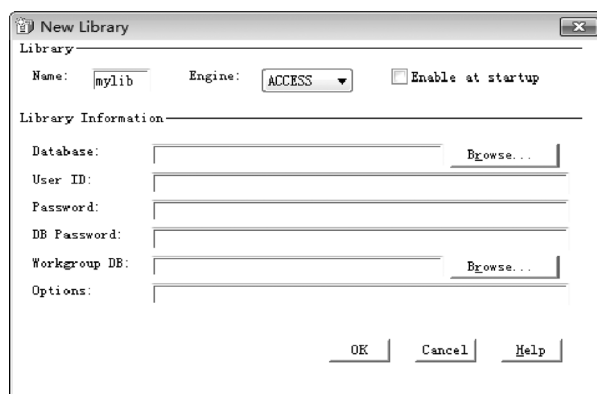 New Library
Library
Name: mylib Engine: ACCESS Enable at startup
Library Information
Database: Browse...
User ID:
Password:
DB Password:
Workgroup DB: Browse...
Options:
OK Cancel Help